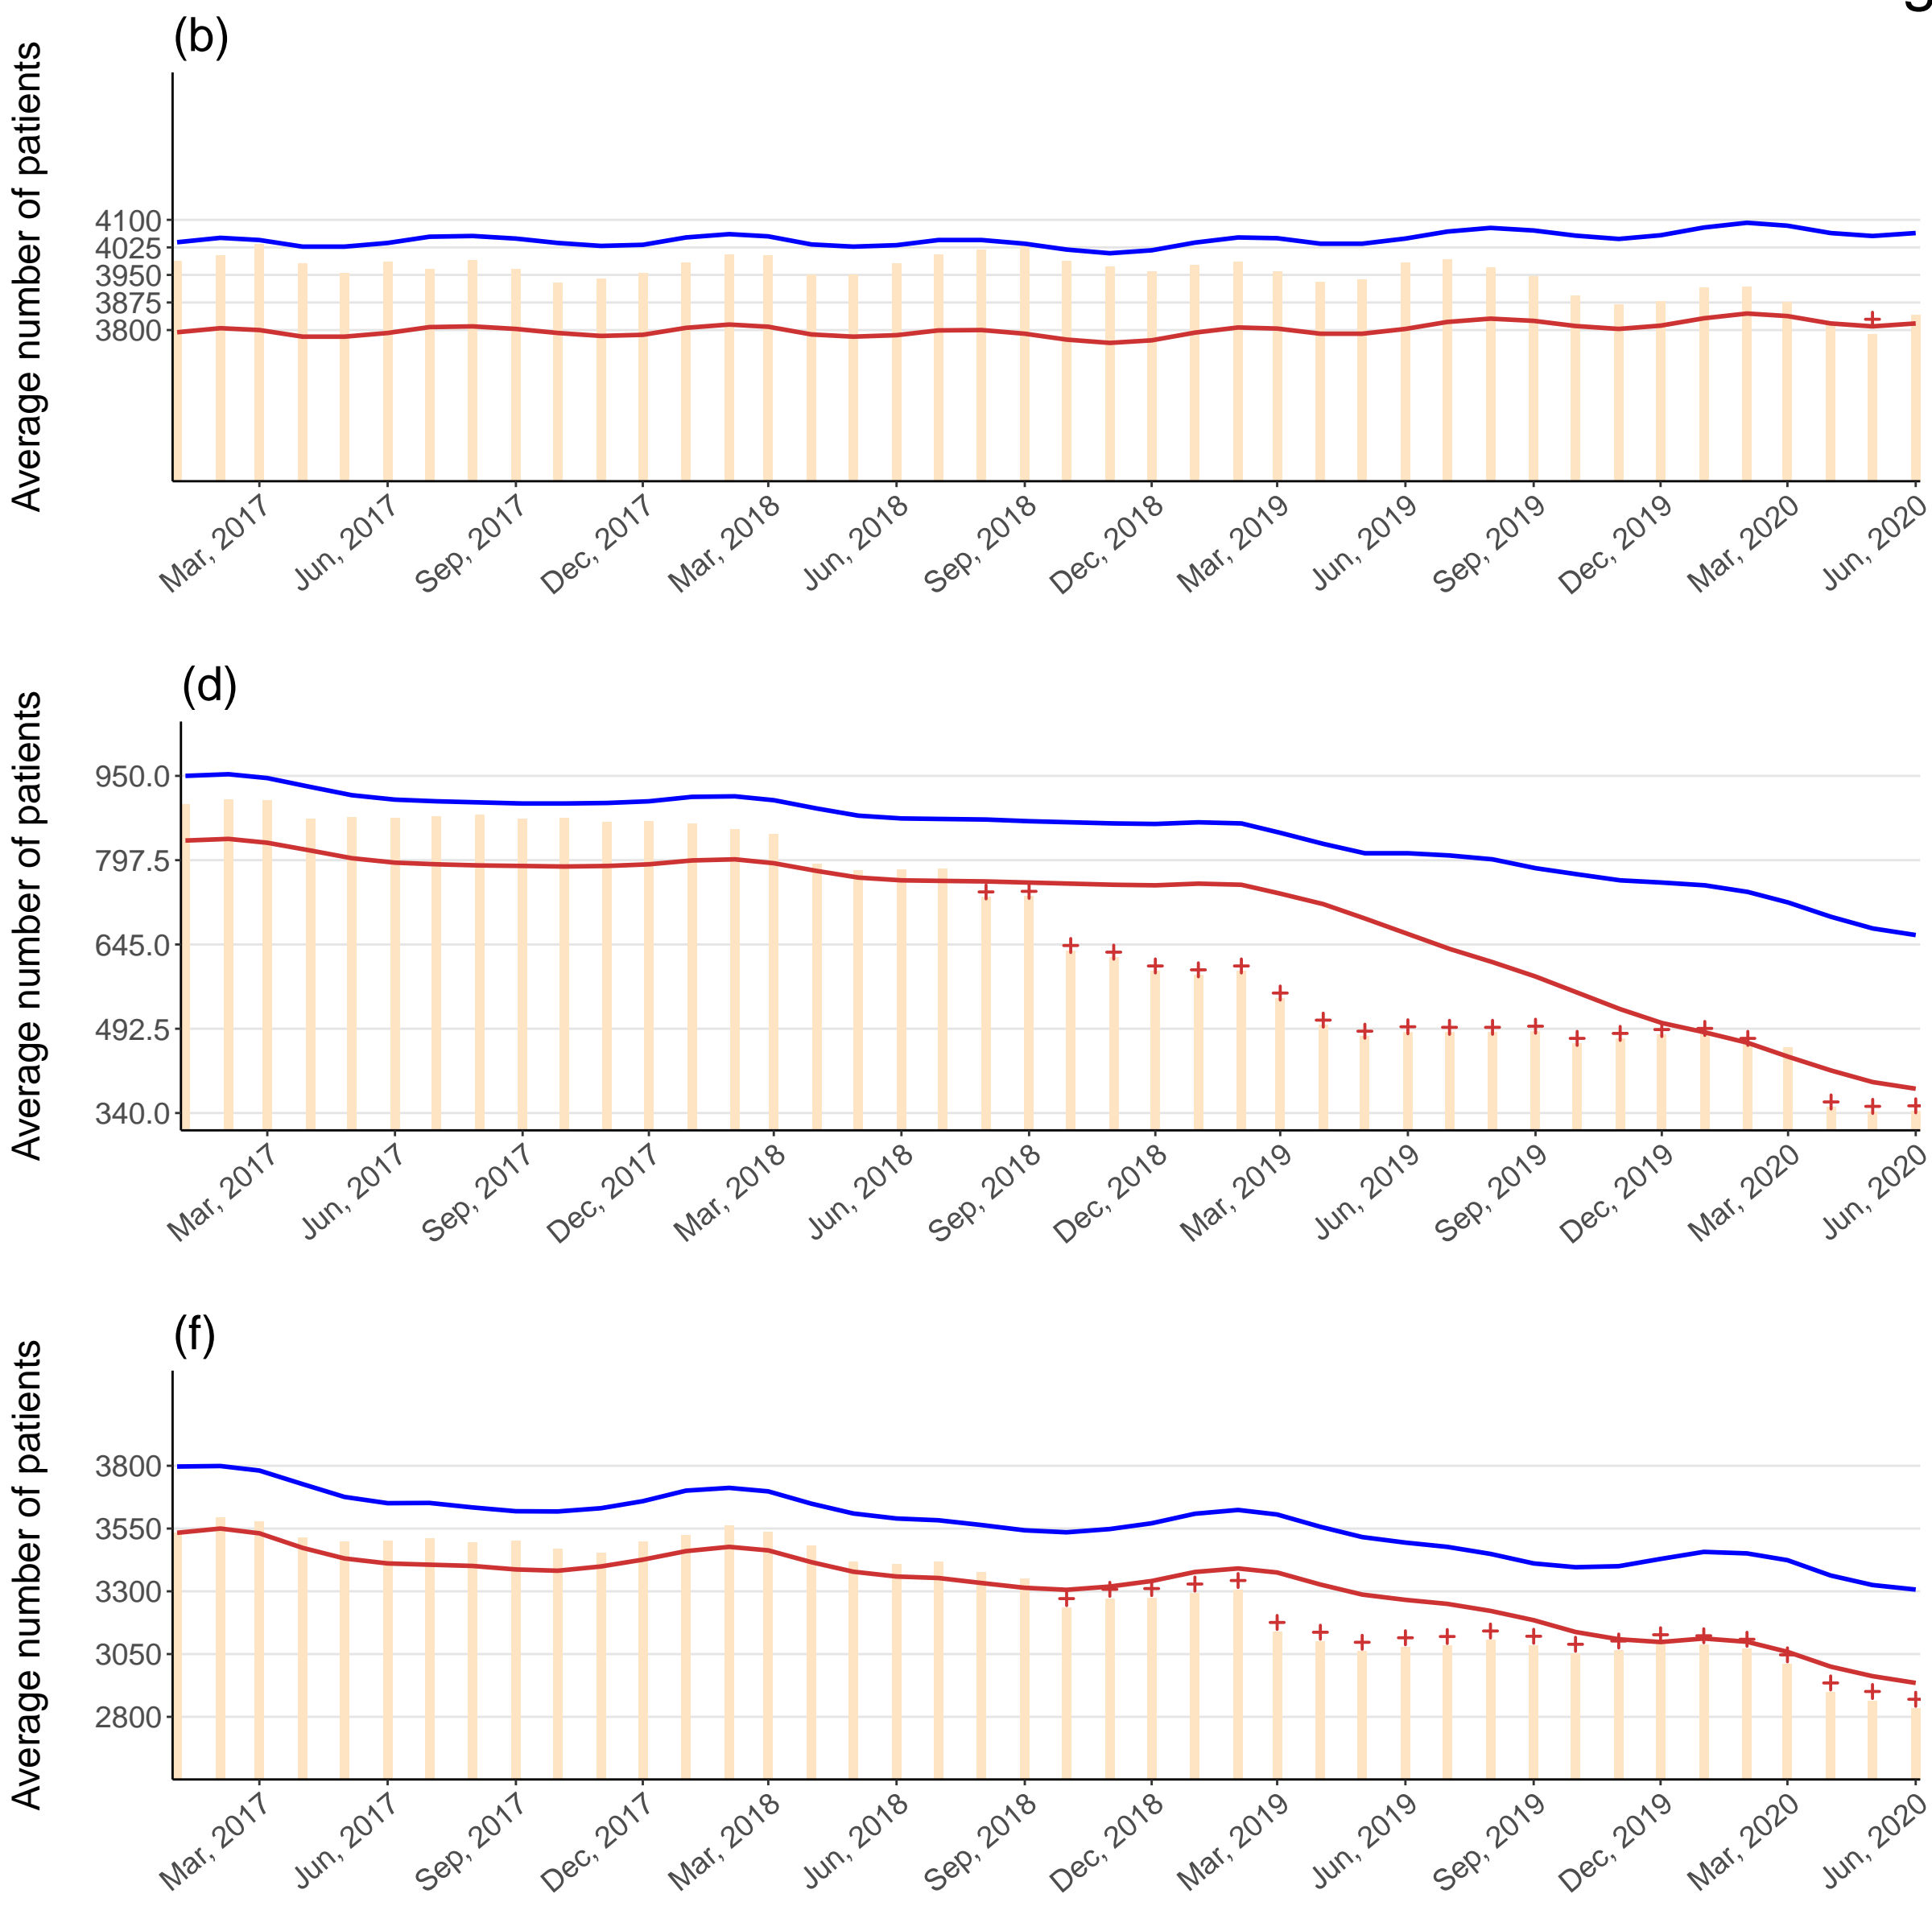 (b)
Average number of patients
4100
4025
3950
3875
3800
Mar, 2017
Jun, 2017
Sep, 2017
Dec, 2017
Mar, 2018
Jun, 2018
Sep, 2018
Dec, 2018
Mar, 2019
Jun, 2019
Sep, 2019
Dec, 2019
Mar, 2020
Jun, 2020
(d)
Average number of patients
950.0
797.5
645.0
492.5
340.0
Mar, 2017
Jun, 2017
Sep, 2017
Dec, 2017
Mar, 2018
Jun, 2018
Sep, 2018
Dec, 2018
Mar, 2019
Jun, 2019
Sep, 2019
Dec, 2019
Mar, 2020
Jun, 2020
(f)
Average number of patients
3800
3550
3300
3050
2800
Mar, 2017
Jun, 2017
Sep, 2017
Dec, 2017
Mar, 2018
Jun, 2018
Sep, 2018
Dec, 2018
Mar, 2019
Jun, 2019
Sep, 2019
Dec, 2019
Mar, 2020
Jun, 2020